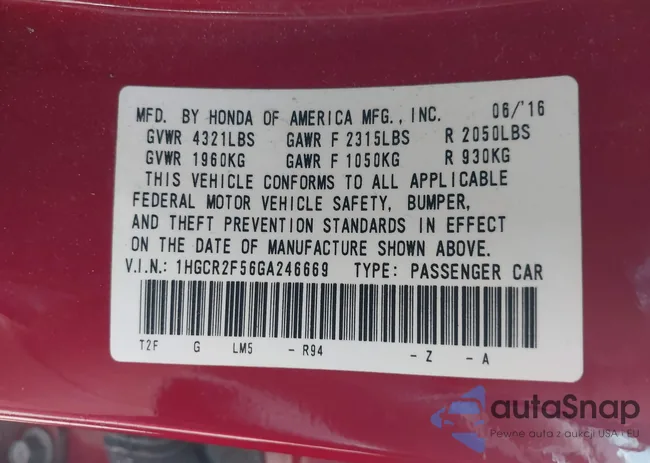 MFD. BY HONDA OF AMERICA MFG., INC. 06/'16
GVWR 4321LBS GAWR F 2315LBS R 2050LBS
GVWR 1960KG GAWR F 1050KG R 930KG
THIS VEHICLE CONFORMS TO ALL APPLICABLE
FEDERAL MOTOR VEHICLE SAFETY, BUMPER,
AND THEFT PREVENTION STANDARDS IN EFFECT
ON THE DATE OF MANUFACTURE SHOWN ABOVE.
V.I.N.: 1HGCR2F56GA246669 TYPE: PASSENGER CAR
T2F G LM5 - R94 - Z - A
autaSnap
Pewne auta z aukcji USA i EU